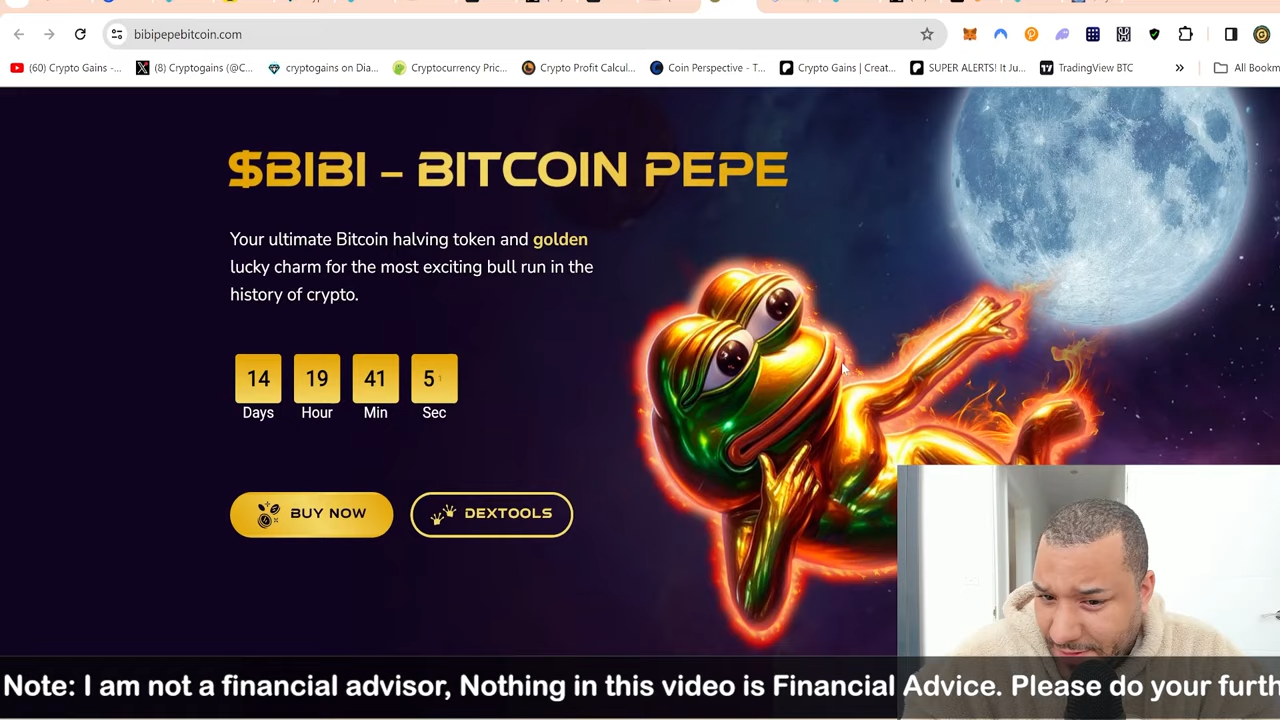 bibipepebitcoin.com
(60) Crypto Gains -...
(8) Cryptogains (@C...
cryptogains on Dia...
Cryptocurrency Pric...
Crypto Profit Calcul...
Coin Perspective - T...
Crypto Gains | Creat...
SUPER ALERTS! It Ju...
TradingView BTC
»
All Bookm
$BIBI – BITCOIN PEPE
Your ultimate Bitcoin halving token and golden
lucky charm for the most exciting bull run in the
history of crypto.
14 19 41 5
Days Hour Min Sec
BUY NOW
DEXTOOLS
Note: I am not a financial advisor, Nothing in this video is Financial Advice. Please do your furth